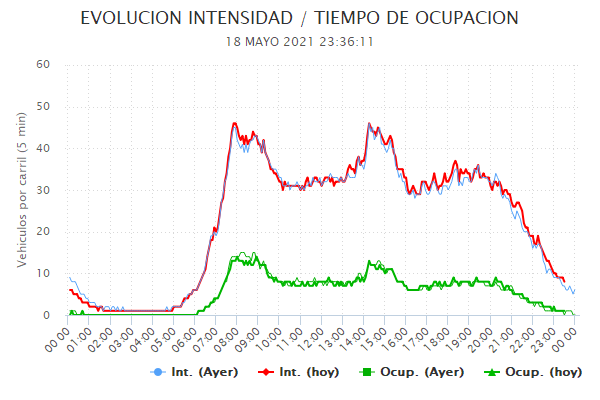 EVOLUCION INTENSIDAD / TIEMPO DE OCUPACION
18 MAYO 2021 23:36:11
Vehiculos por carril (5 min)
60
50
40
30
20
10
0
00:00 01:00 02:00 03:00 04:00 05:00 06:00 07:00 08:00 09:00 10:00 11:00 12:00 13:00 14:00 15:00 16:00 17:00 18:00 19:00 20:00 21:00 22:00 23:00 00:00
Int. (Ayer) Int. (hoy) Ocup. (Ayer) Ocup. (hoy)